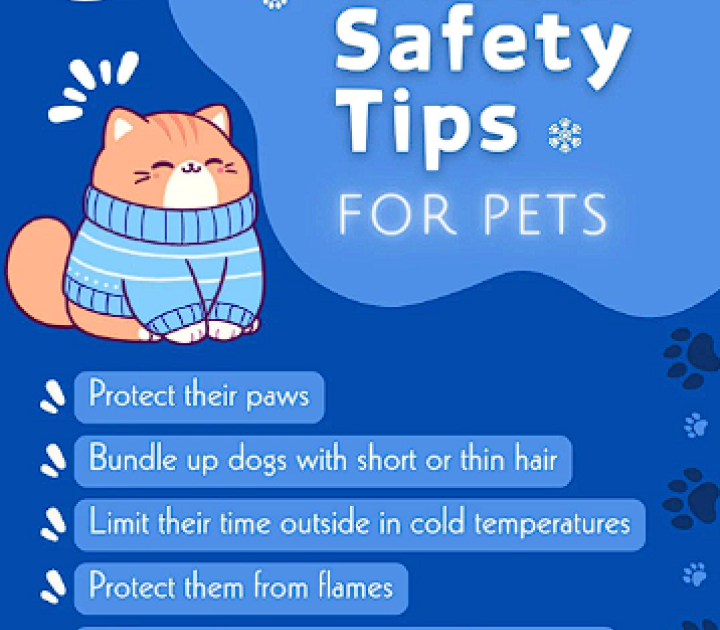 Safety
Tips
FOR PETS
Protect their paws
Bundle up dogs with short or thin hair
Limit their time outside in cold temperatures
Protect them from flames